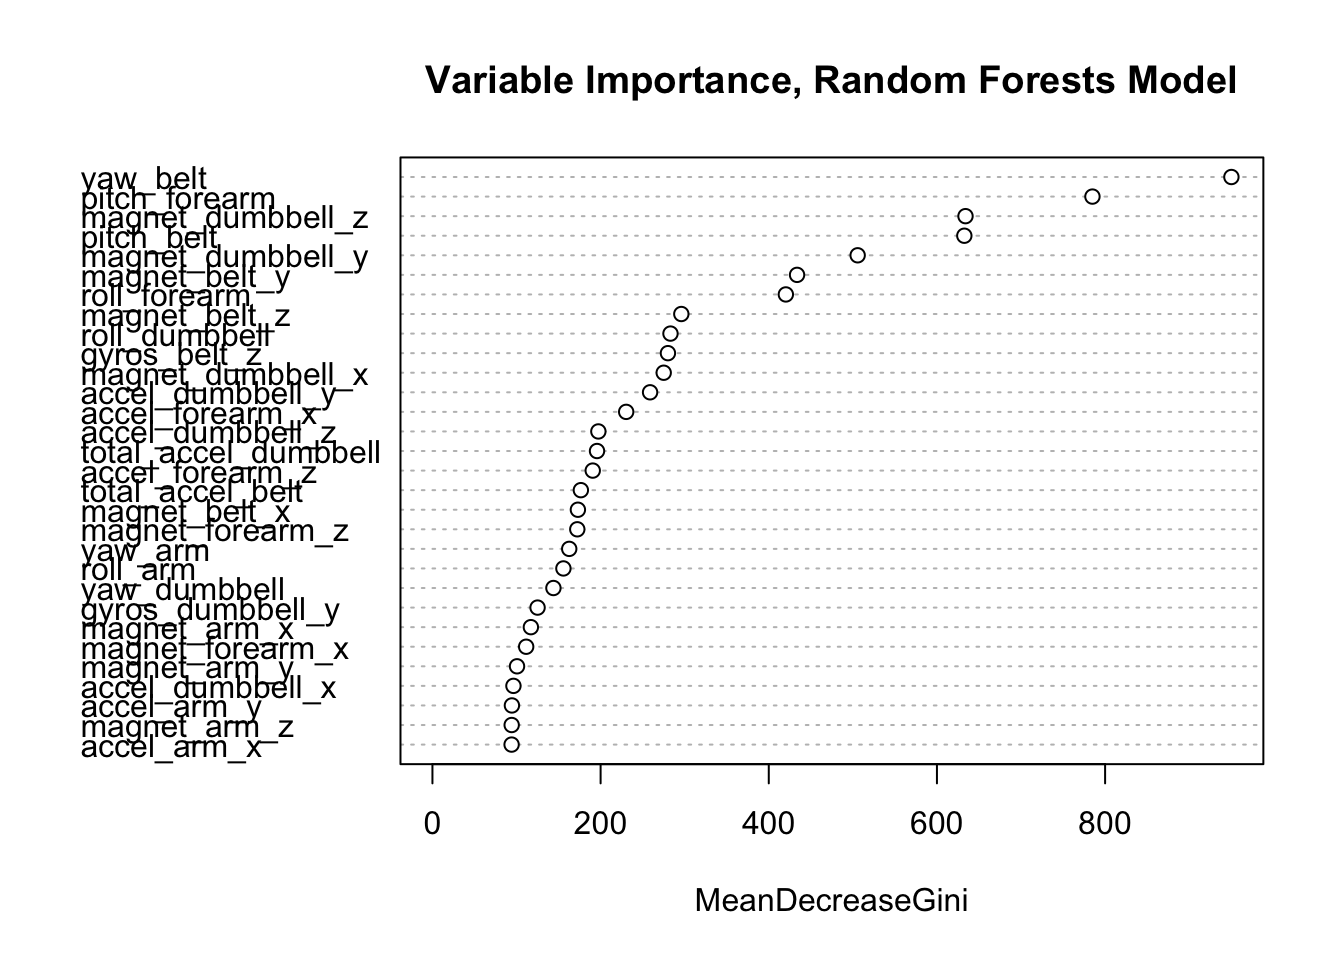 Variable Importance, Random Forests Model
yaw_belt
pitch_forearm
magnet_dumbbell_z
pitch_belt
magnet_dumbbell_y
magnet_belt_y
roll_forearm
magnet_belt_z
roll_dumbbell
gyros_belt_z
magnet_dumbbell_x
accel_dumbbell_y
accel_forearm_x
accel_dumbbell_z
total_accel_dumbbell
accel_forearm_z
total_accel_belt
magnet_belt_x
magnet_forearm_z
yaw_arm
roll_arm
yaw_dumbbell
gyros_dumbbell_y
magnet_arm_x
magnet_forearm_x
magnet_arm_y
accel_dumbbell_x
accel_arm_y
magnet_arm_z
accel_arm_x
0 200 400 600 800
MeanDecreaseGini